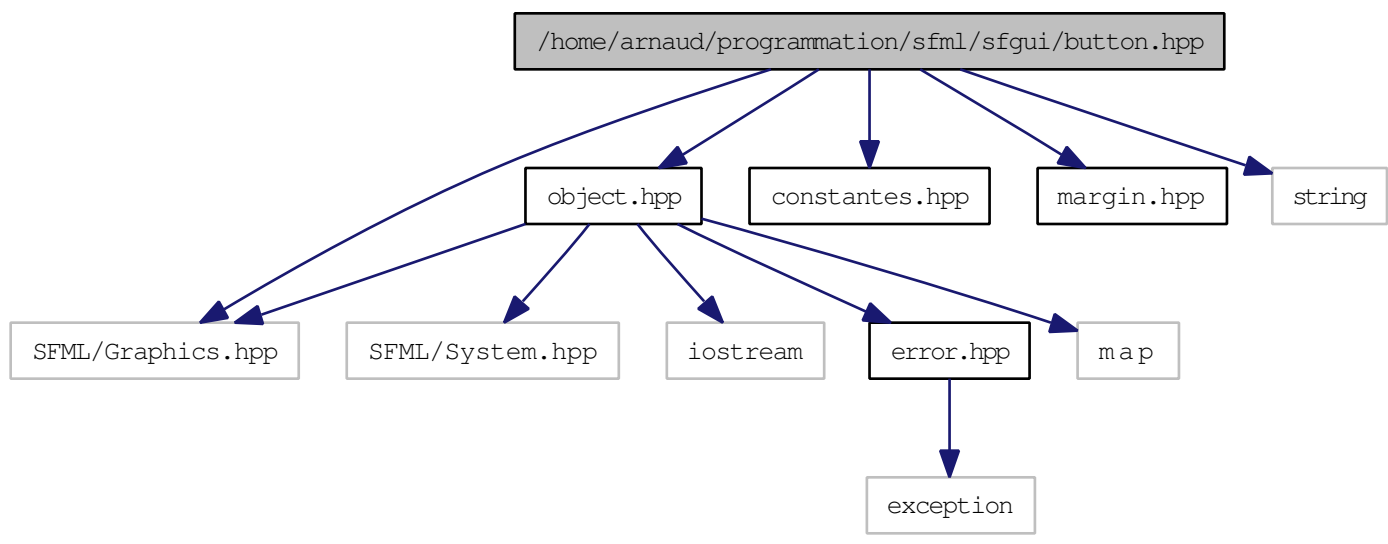 /home/arnaud/programmation/sfml/sfgui/button.hpp
object.hpp
constantes.hpp
margin.hpp
string
SFML/Graphics.hpp
SFML/System.hpp
iostream
error.hpp
map
exception